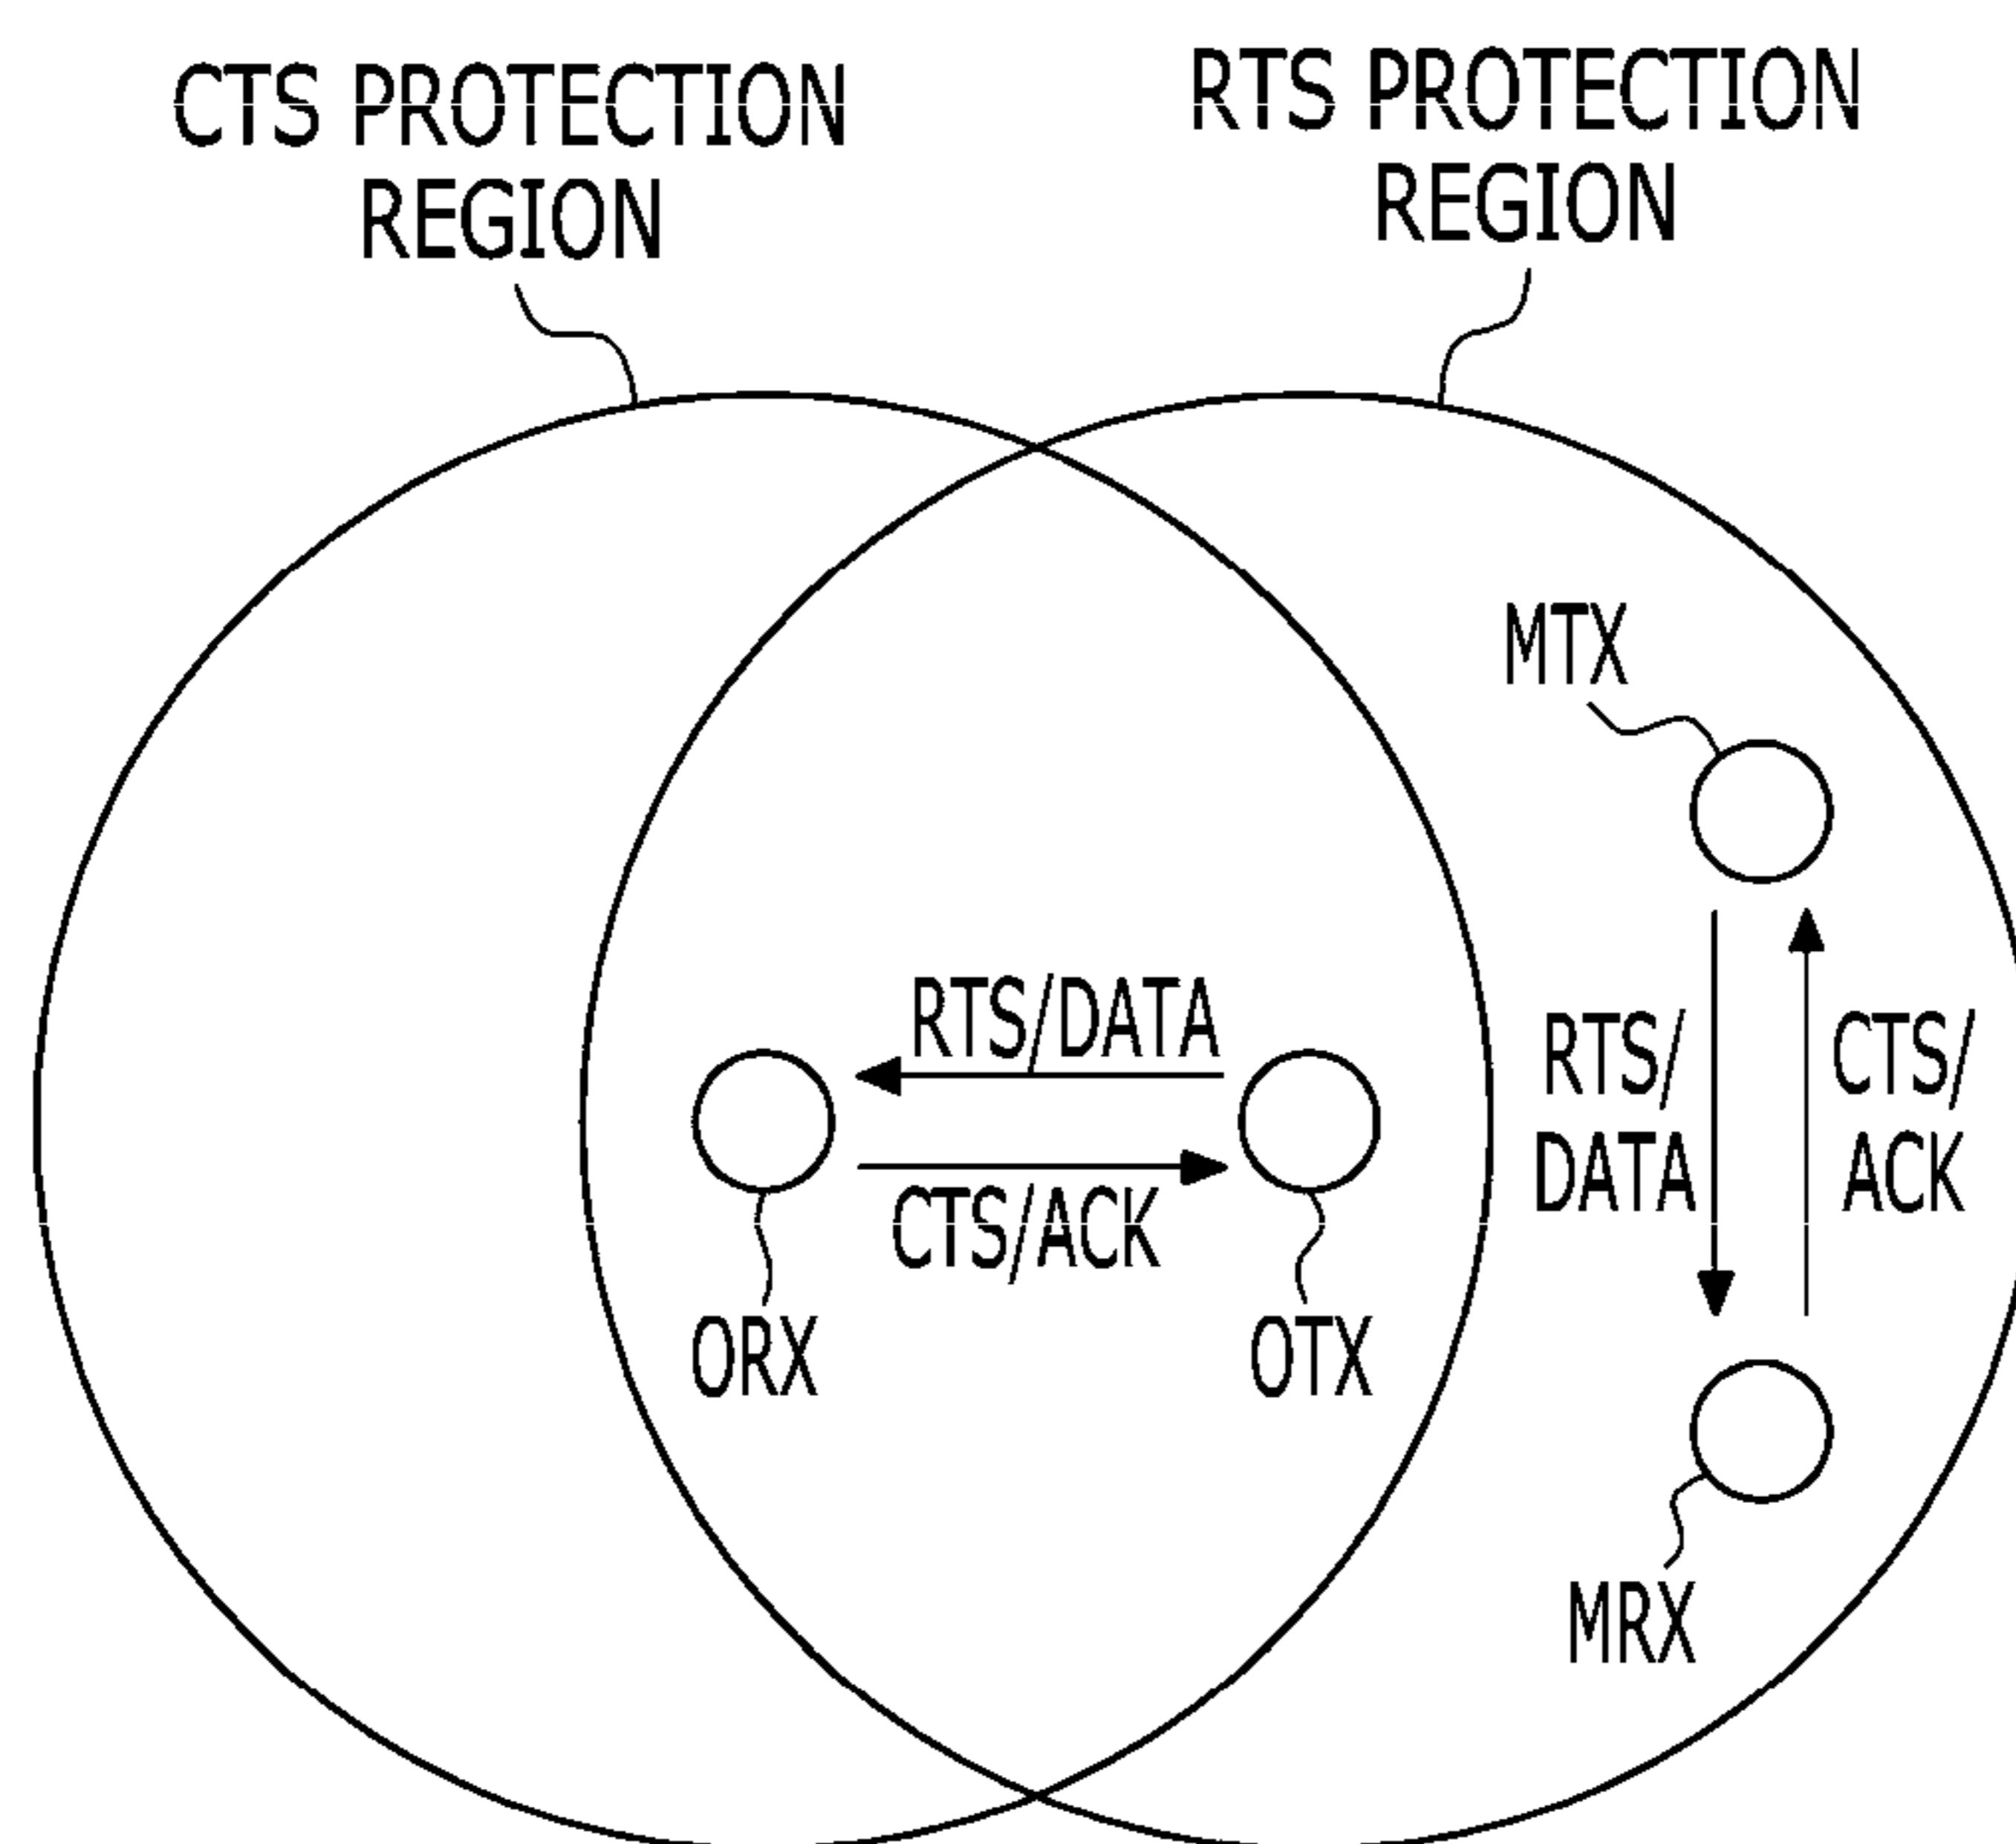 CTS PROTECTION
REGION
RTS PROTECTION
REGION
MTX
RTS/DATA
CTS/ACK
ORX
OTX
RTS/
DATA
CTS/
ACK
MRX